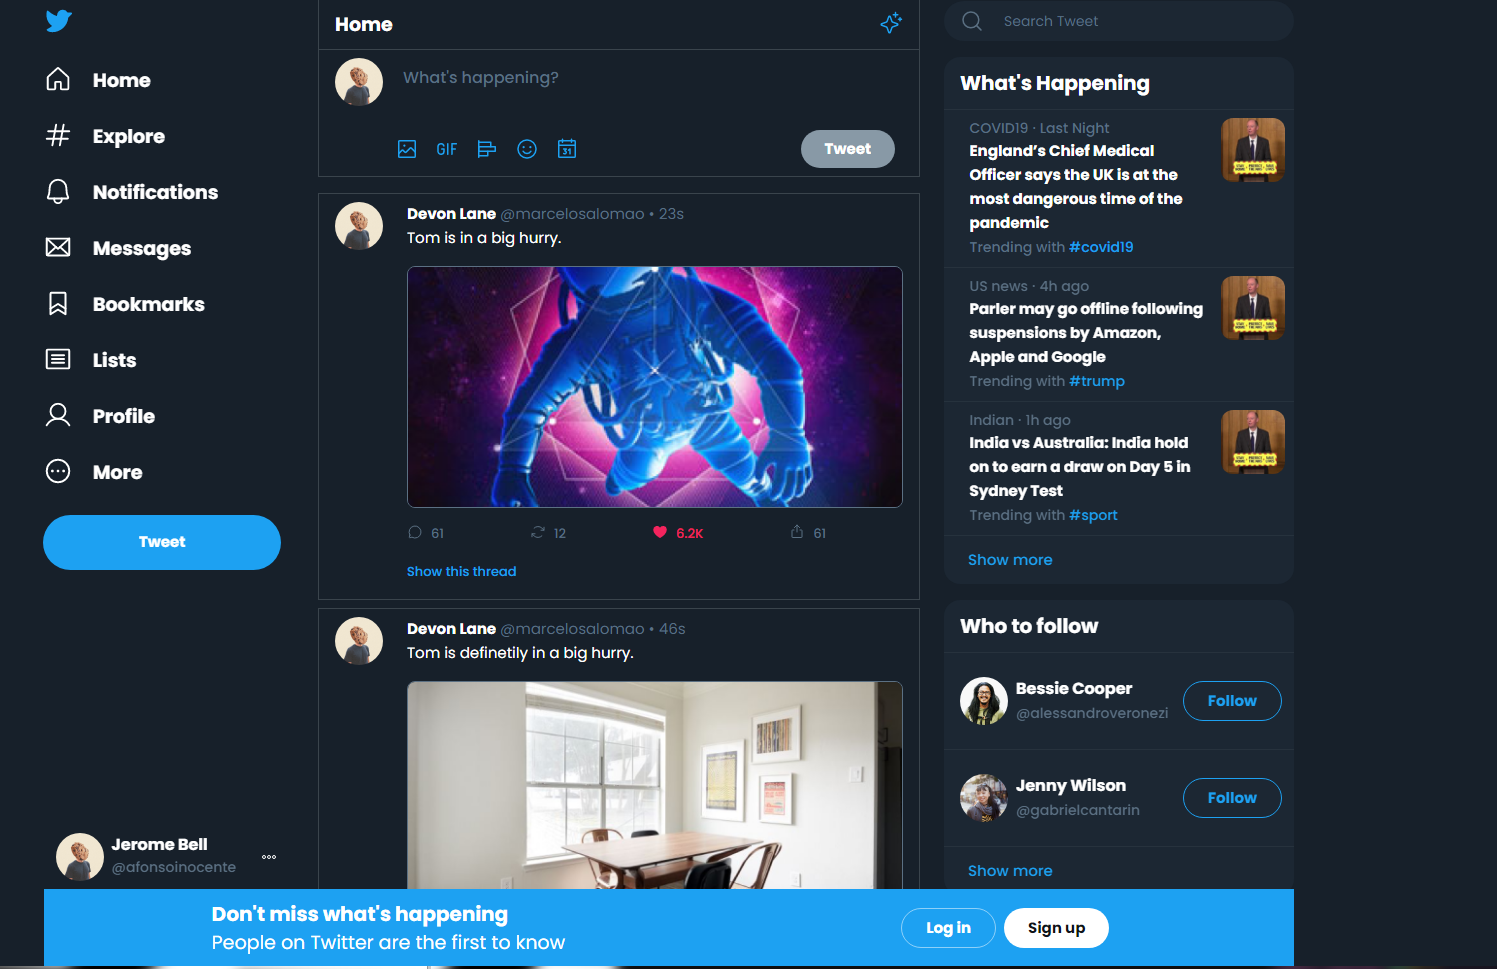 Home
Explore
Notifications
Messages
Bookmarks
Lists
Profile
More
Tweet
Jerome Bell
@afonsoinocente
Home
What's happening?
GIF
31
Tweet
Devon Lane @marcelosalomao • 23s
Tom is in a big hurry.
61 12 6.2K 61
Show this thread
Devon Lane @marcelosalomao • 46s
Tom is definetily in a big hurry.
Search Tweet
What's Happening
COVID19 · Last Night
England’s Chief Medical
Officer says the UK is at the
most dangerous time of the
pandemic
Trending with #covid19
US news · 4h ago
Parler may go offline following
suspensions by Amazon,
Apple and Google
Trending with #trump
Indian · 1h ago
India vs Australia: India hold
on to earn a draw on Day 5 in
Sydney Test
Trending with #sport
Show more
Who to follow
Bessie Cooper
@alessandroveronezi
Follow
Jenny Wilson
@gabrielcantarin
Follow
Show more
Don't miss what's happening
People on Twitter are the first to know
Log in
Sign up